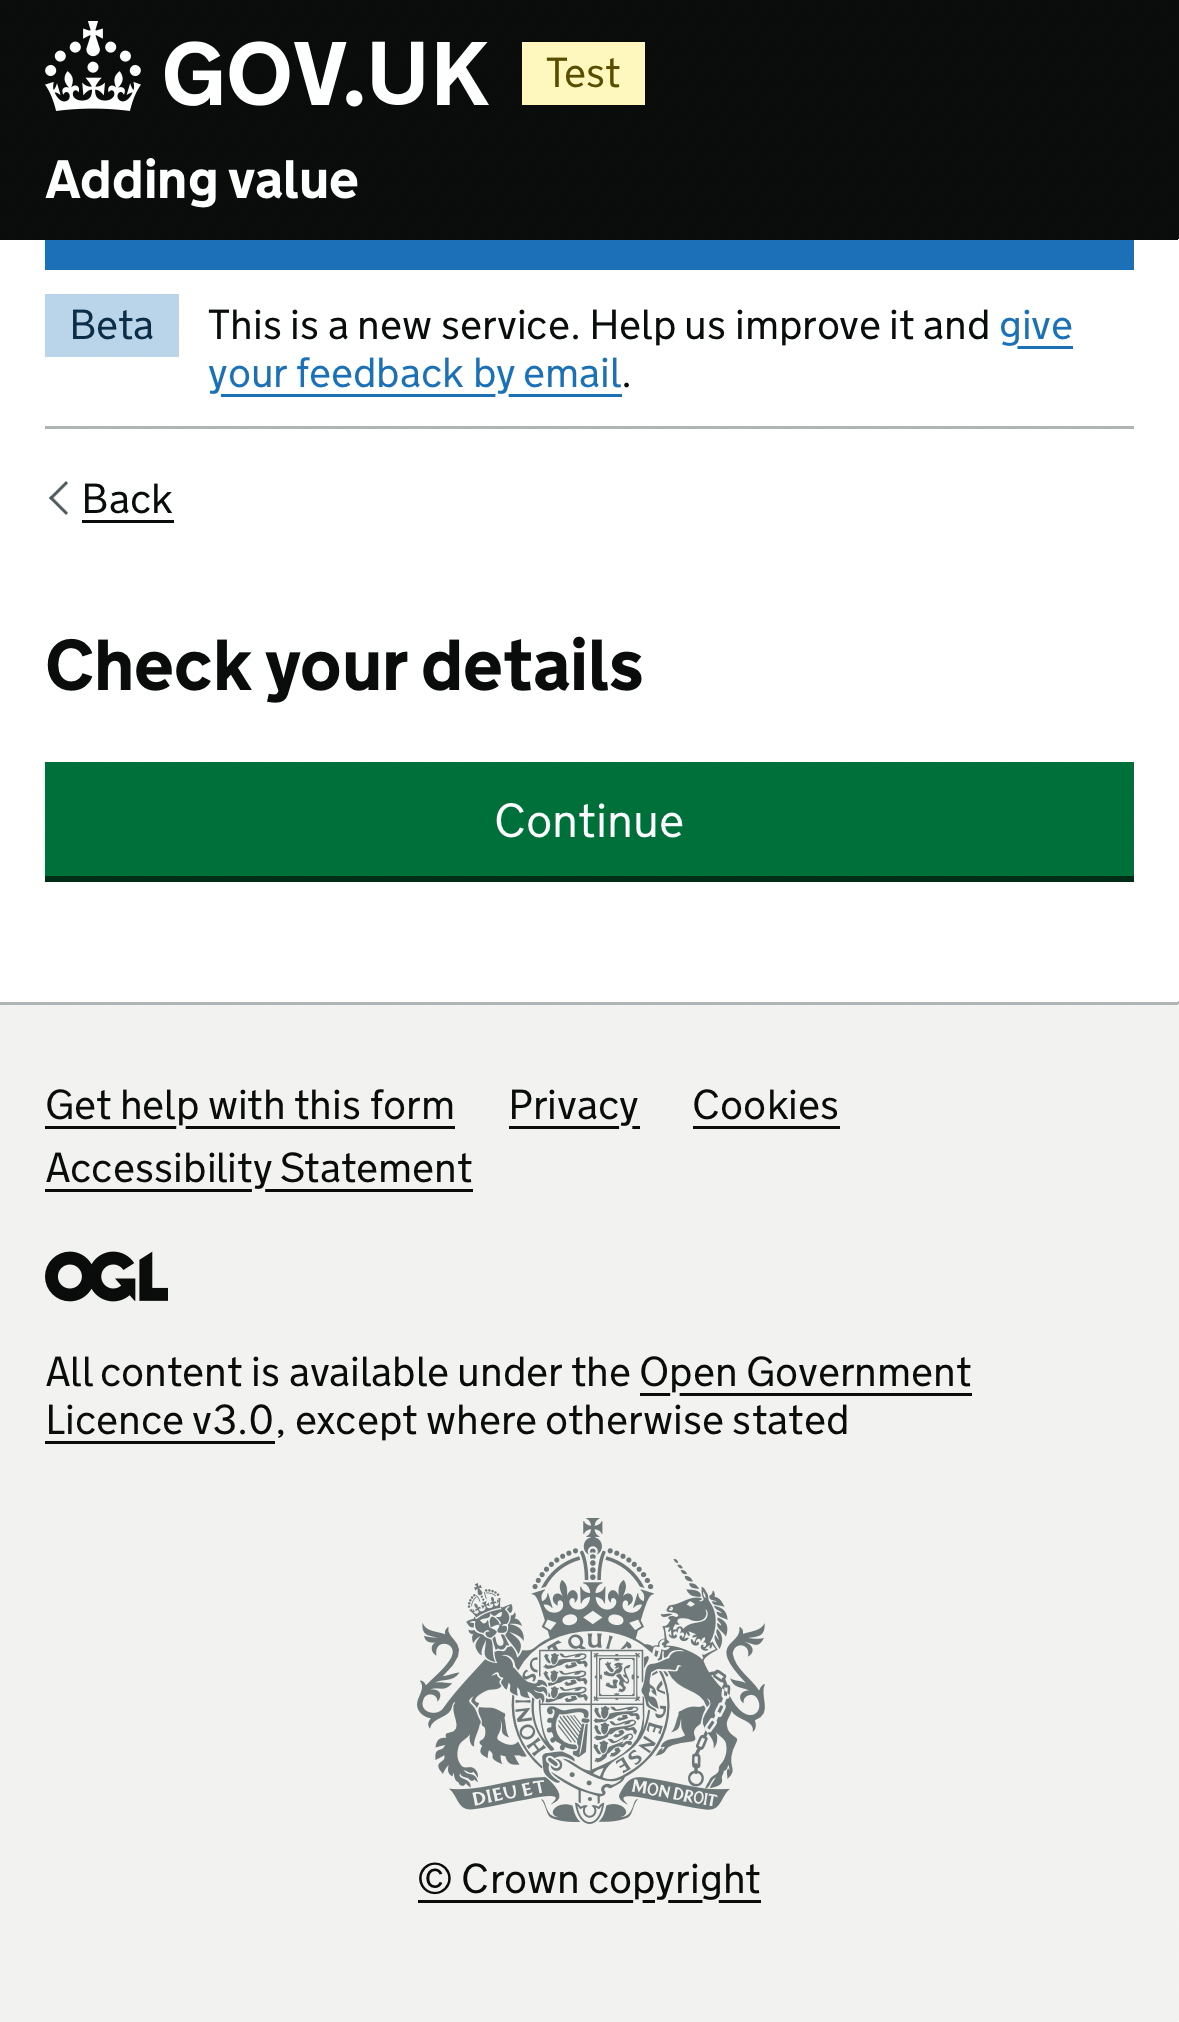 GOV.UK Test
Adding value
Beta
This is a new service. Help us improve it and give
your feedback by email.
Back
Check your details
Continue
Get help with this form Privacy Cookies
Accessibility Statement
OGL
All content is available under the Open Government
Licence v3.0, except where otherwise stated
QUI
HONI
PENSE
DIEU ET MON DROIT
© Crown copyright